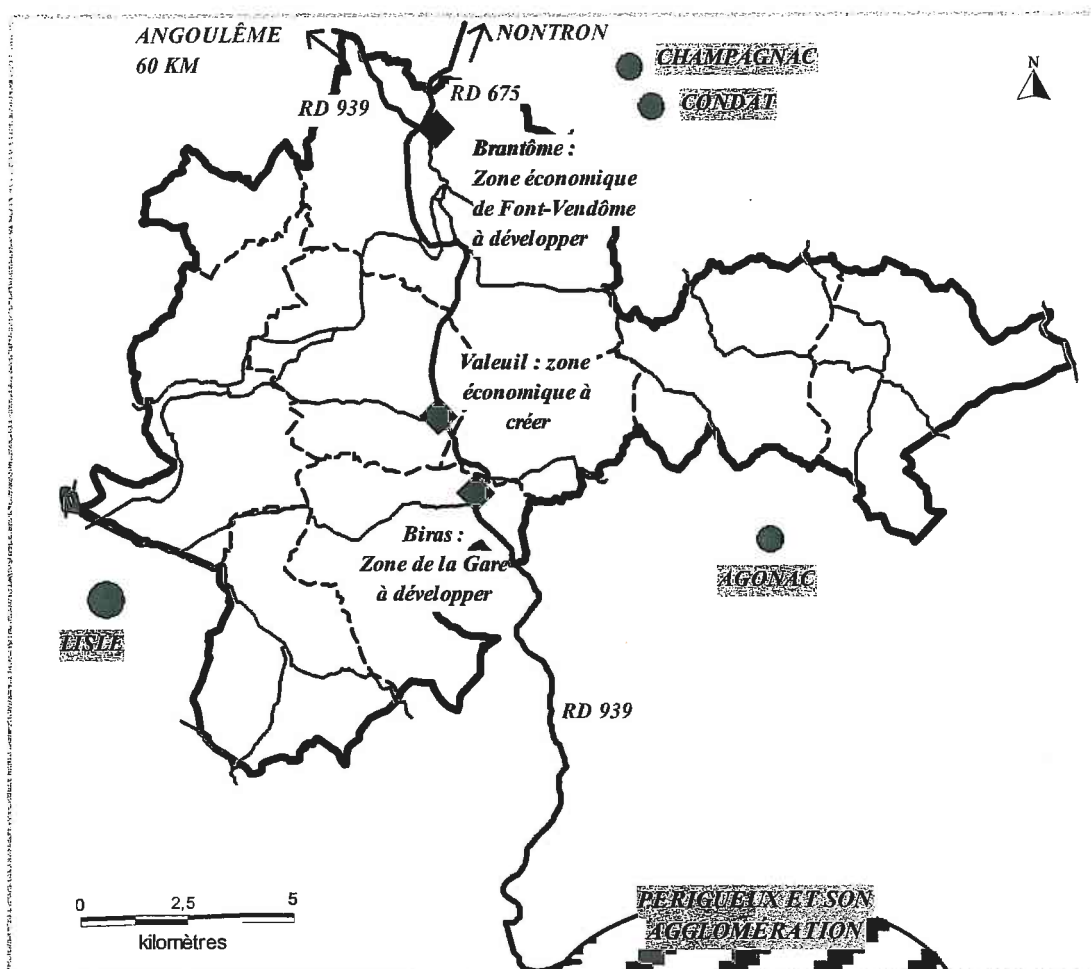 ANGOULÊME
60 KM
NONTRON
CHAMPAGNAC
CONDAT
N
RD 939
RD 675
Brantôme :
Zone économique
de Font-Vendôme
à développer
Valeuil : zone
économique à
créer
Biras :
Zone de la Gare
à développer
AGONAC
LISLE
RD 939
0 2,5 5
kilomètres
PERIGUEUX ET SON
AGGLOMÉRATION